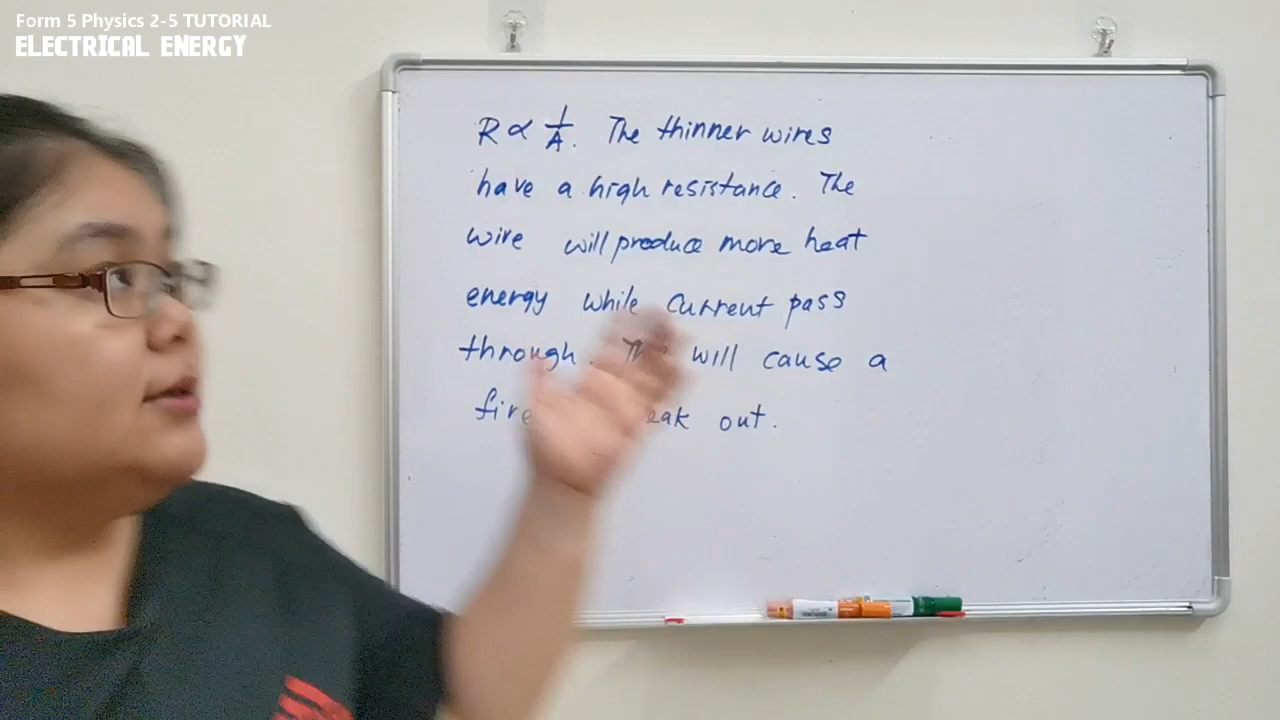 Form 5 Physics 2-5 TUTORIAL
ELECTRICAL ENERGY
R ∝ 1/A. The thinner wires
have a high resistance. The
wire will produce more heat
energy while current pass
through. will cause a
fire out.